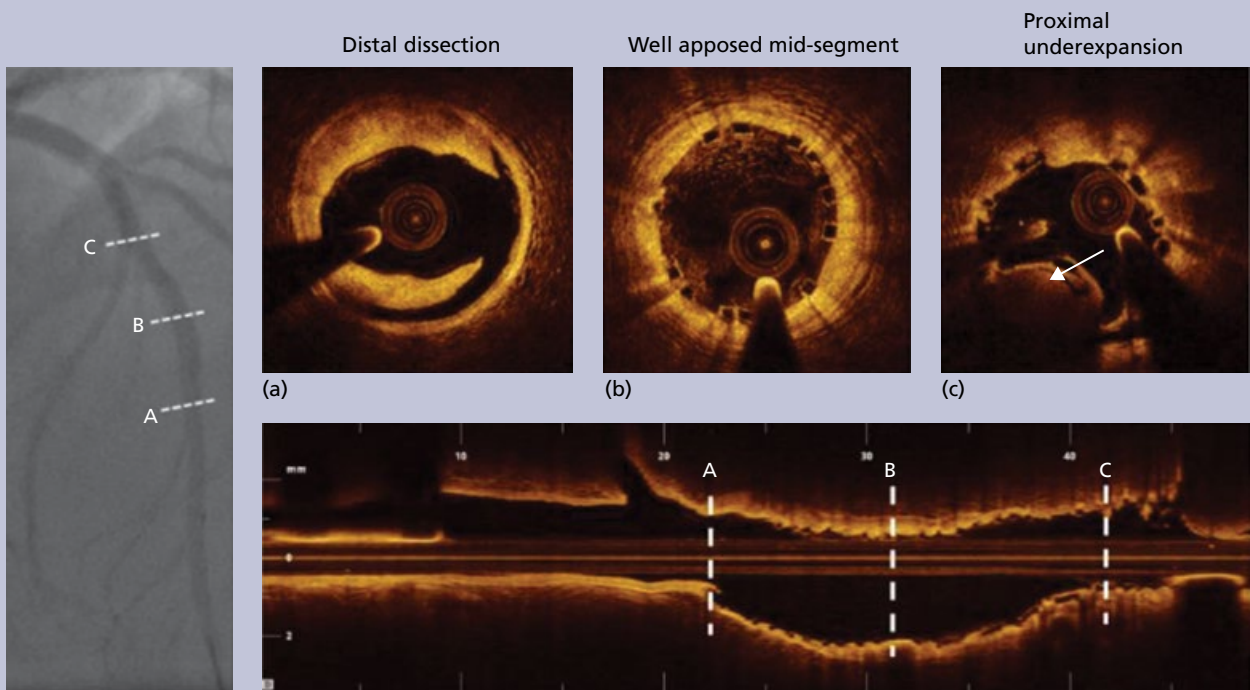 Distal dissection
Well apposed mid-segment
Proximal
underexpansion
C
B
A
(a)
(b)
(c)
mm
10
20
30
40
A
B
C
0
2